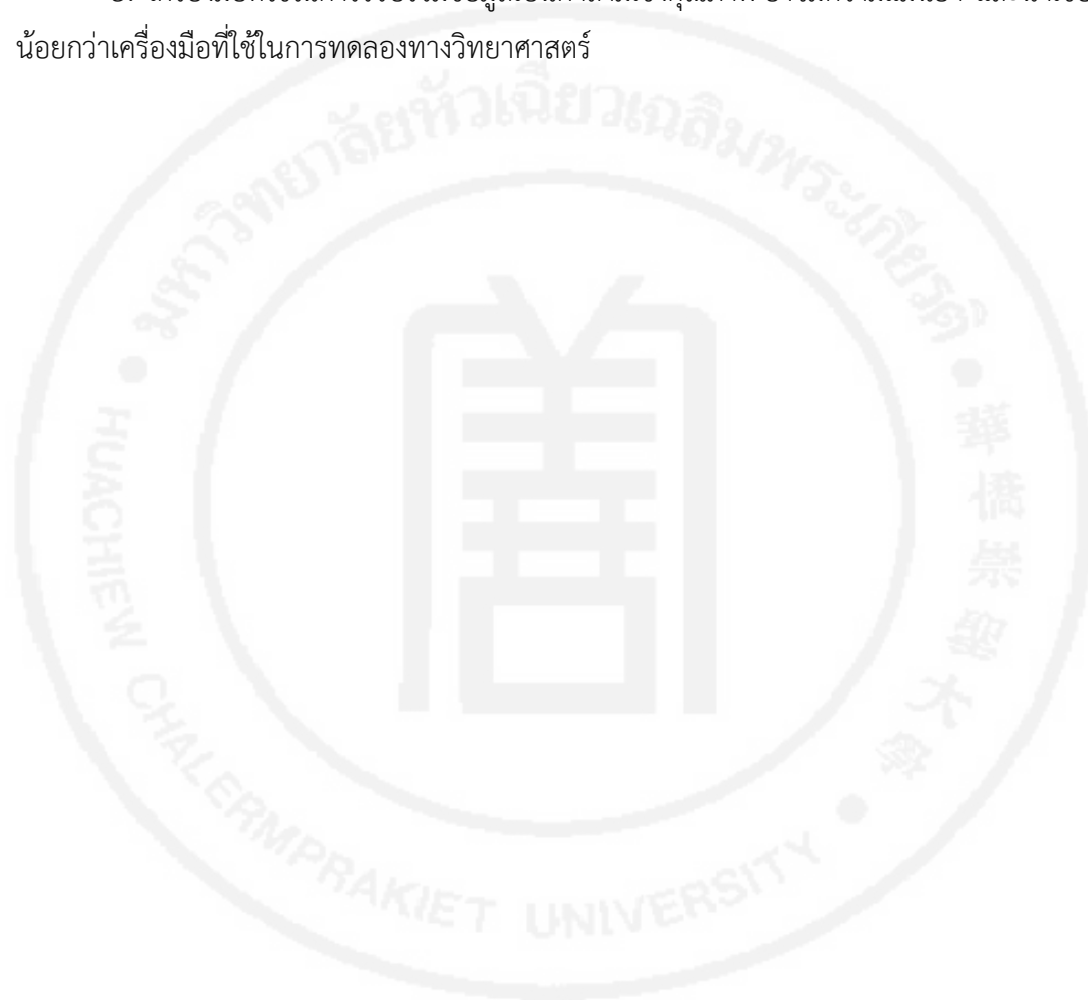 น้อยกว่าเครื่องมือที่ใช้ในการทดลองทางวิทยาศาสตร์
มหาวิทยาลัยหัวเฉียวเฉลิมพระเกียรติ
HUACHIEW CHALERMPRAKIET UNIVERSITY
華僑崇聖大學